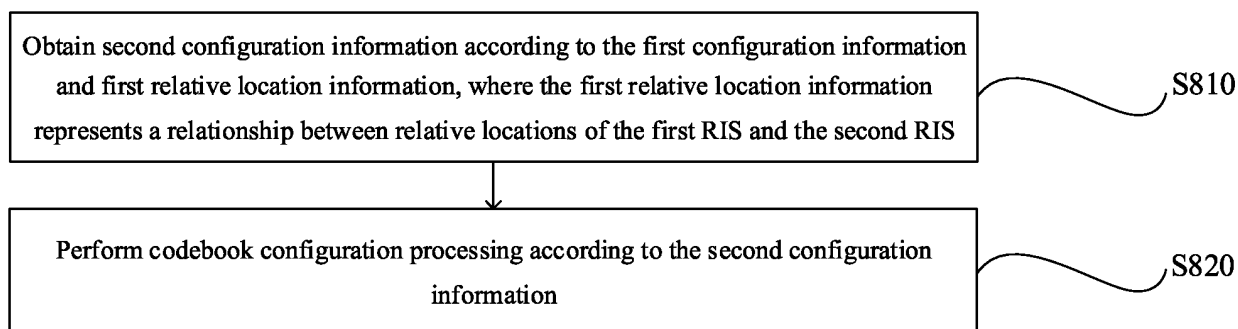 Obtain second configuration information according to the first configuration information
and first relative location information, where the first relative location information
represents a relationship between relative locations of the first RIS and the second RIS
S810
Perform codebook configuration processing according to the second configuration
information
S820